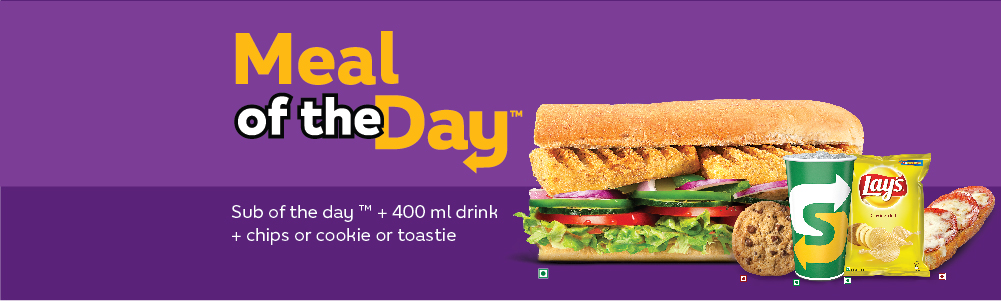 Meal
of the Day™
Sub of the day ™ + 400 ml drink
+ chips or cookie or toastie
S
Lay's